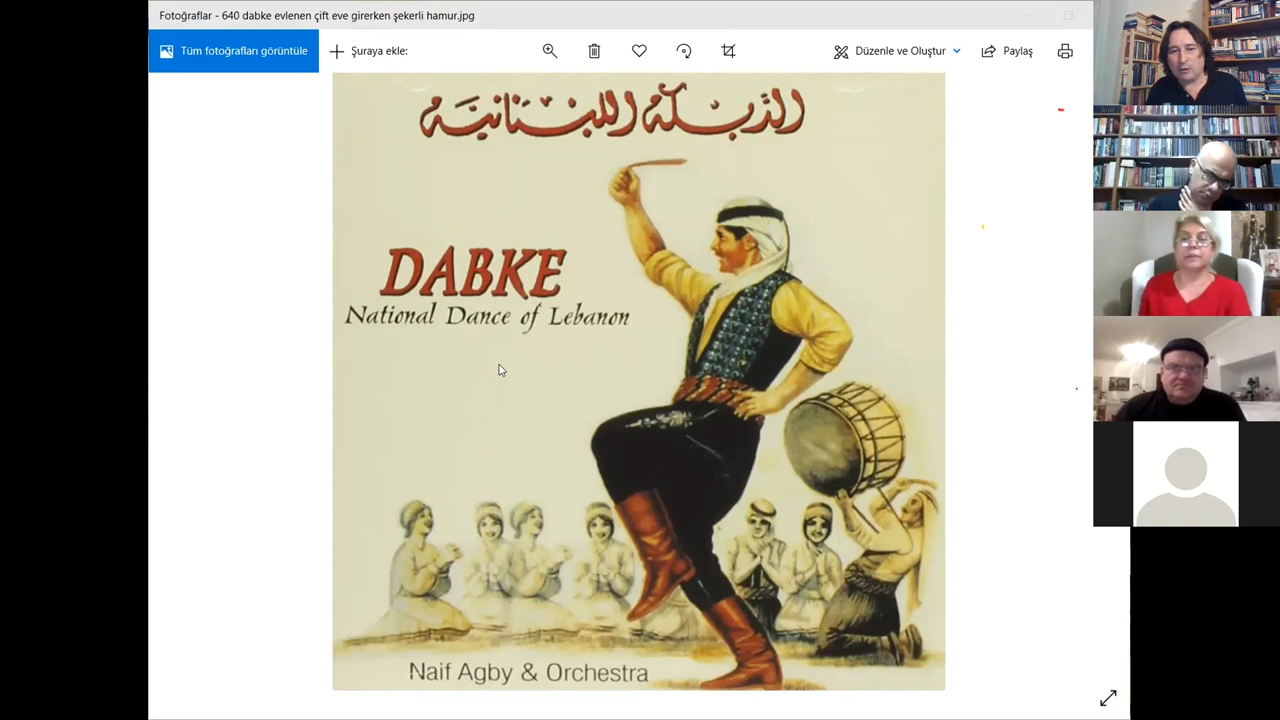 Fotoğraflar - 640 dabke evlenen çift eve girerken şekerli hamur.jpg
Tüm fotoğrafları görüntüle
Şuraya ekle:
Düzenle ve Oluştur
Paylaş
الدبكة اللبنانية
DABKE
National Dance of Lebanon
Naif Agby & Orchestra